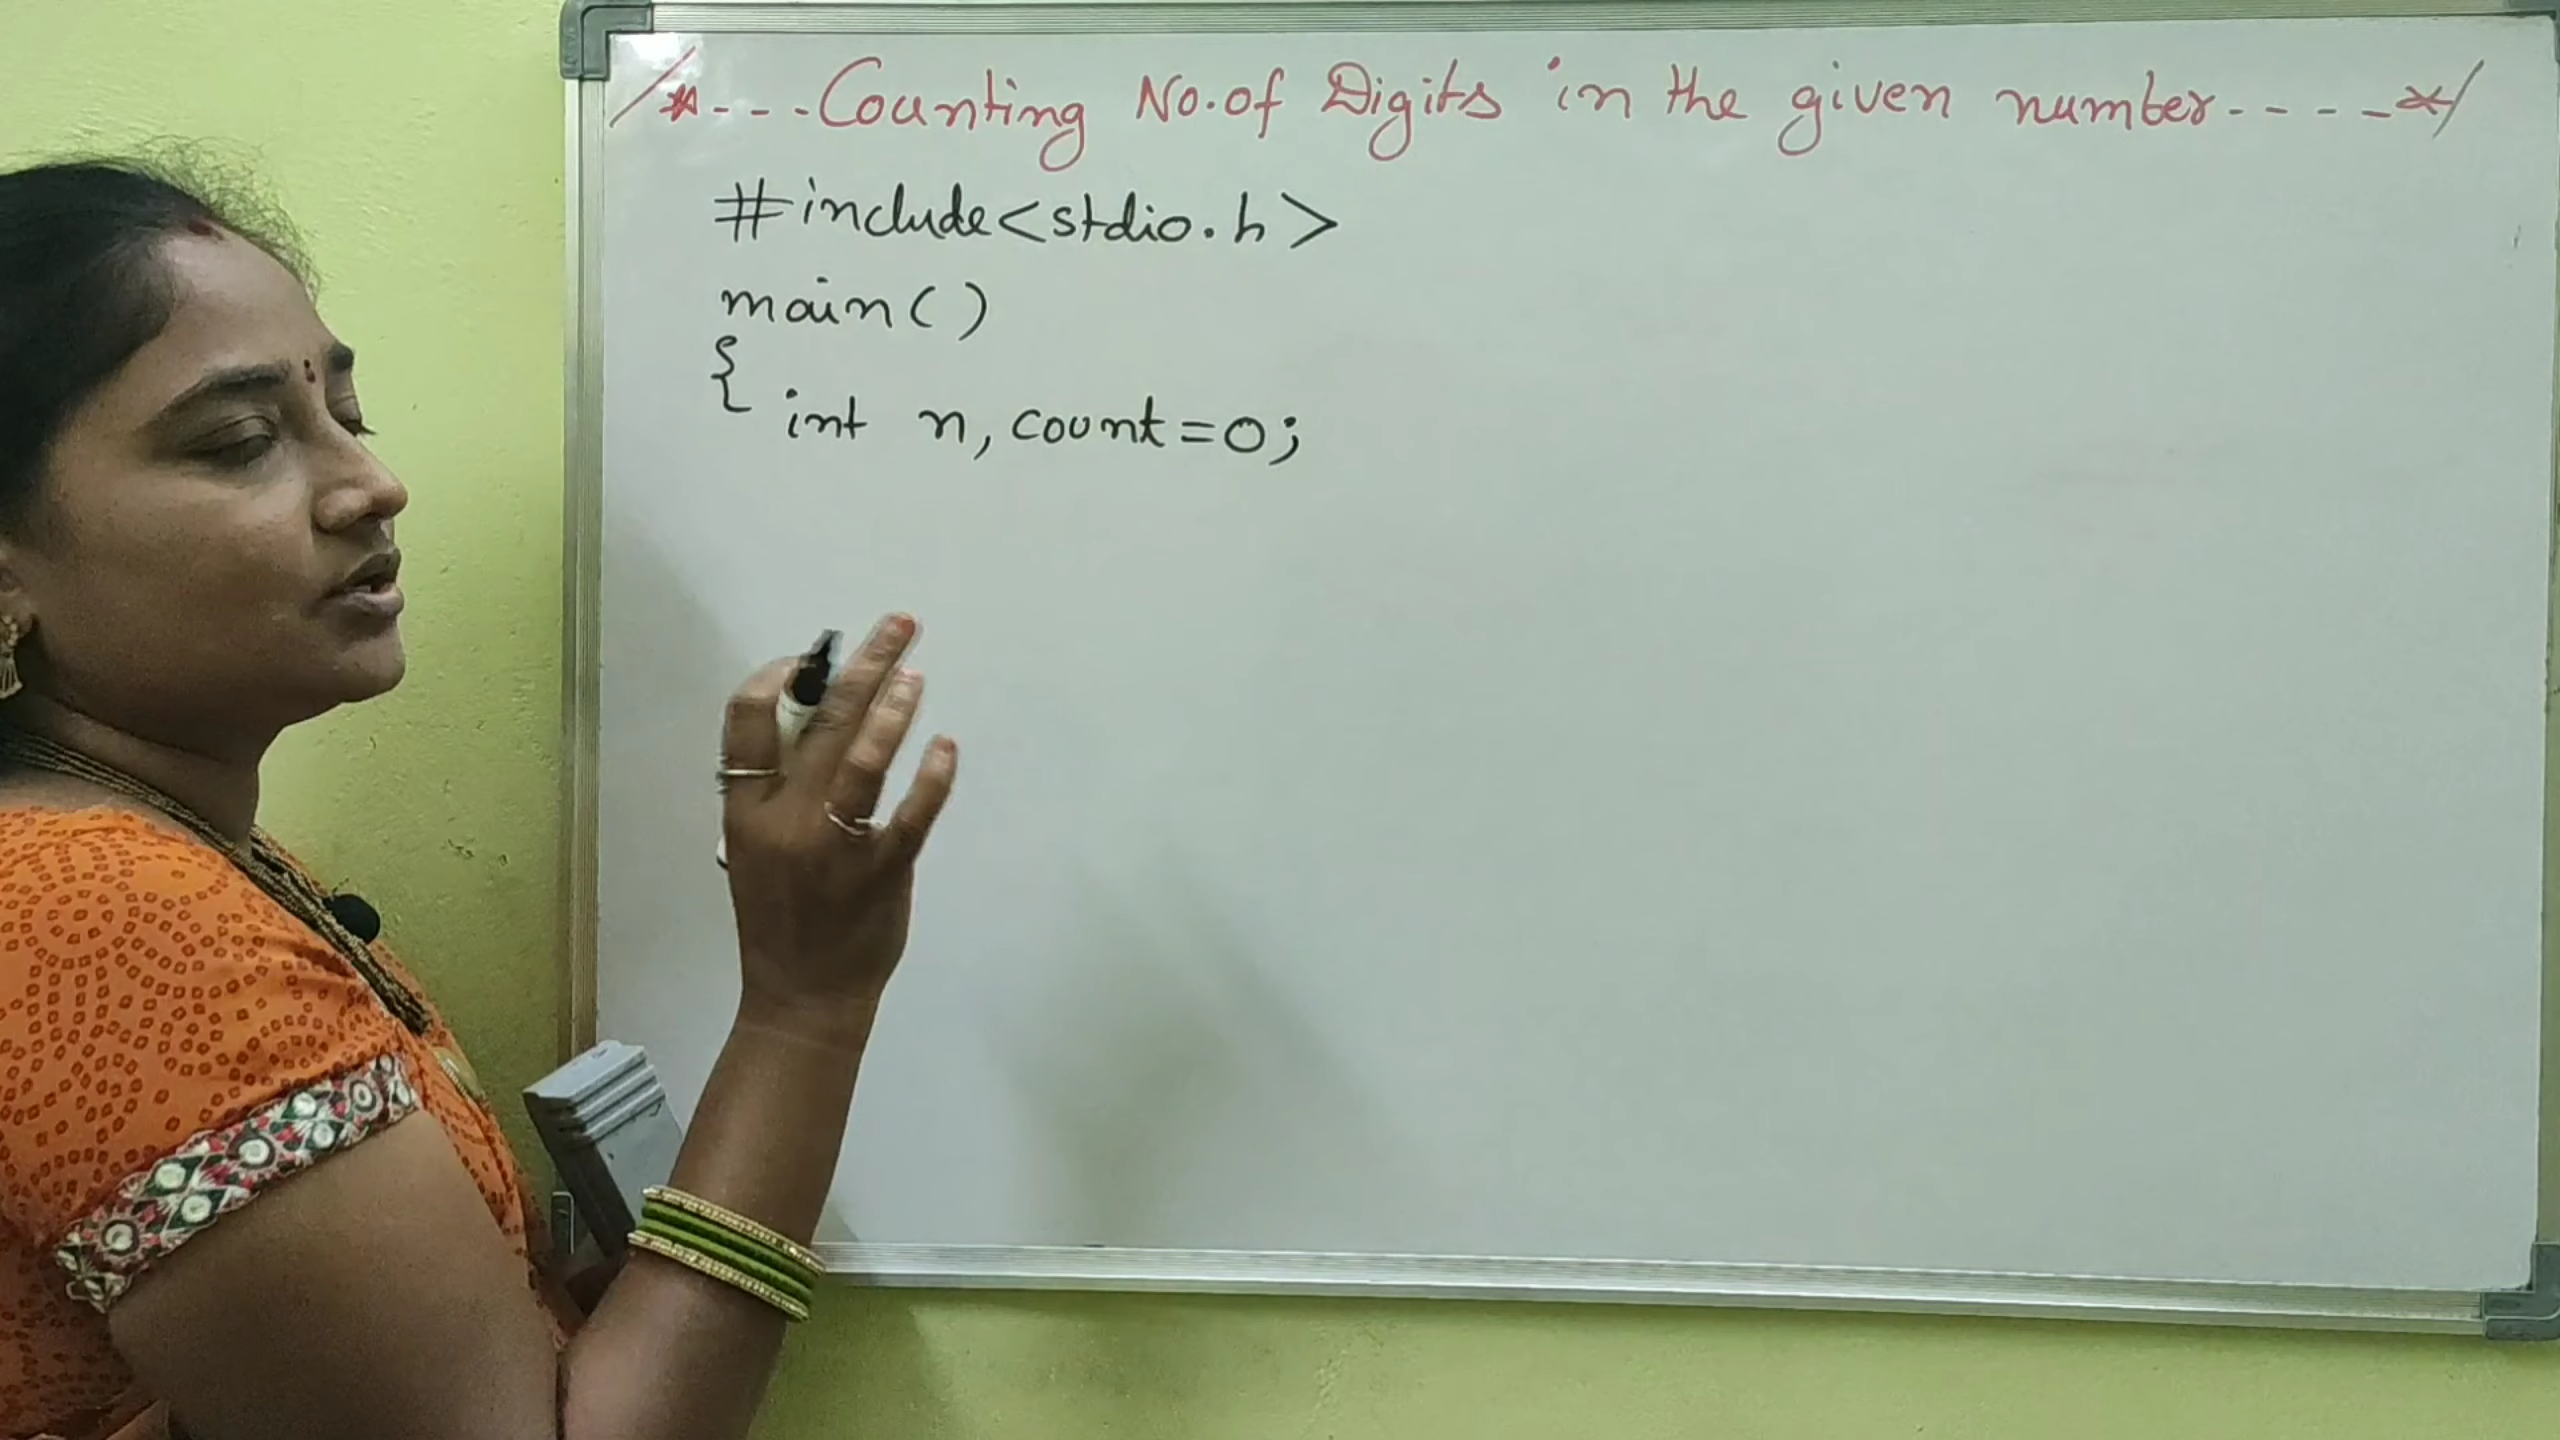 /*---Counting No.of Digits in the given number----*/
#include<stdio.h>
main()
{
int n, count=0;